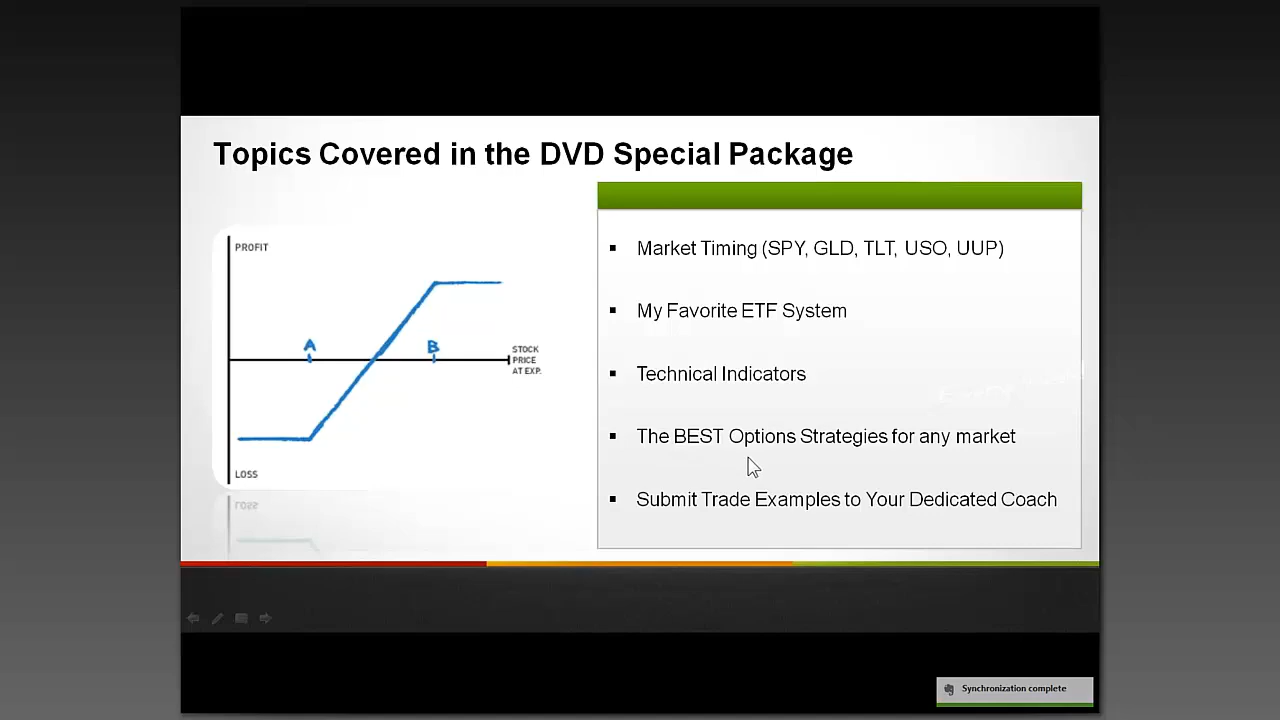 Topics Covered in the DVD Special Package
PROFIT
A
B
STOCK
PRICE
AT EXP.
LOSS
LOSS
▪ Market Timing (SPY, GLD, TLT, USO, UUP)
▪ My Favorite ETF System
▪ Technical Indicators
▪ The BEST Options Strategies for any market
▪ Submit Trade Examples to Your Dedicated Coach
Synchronization complete